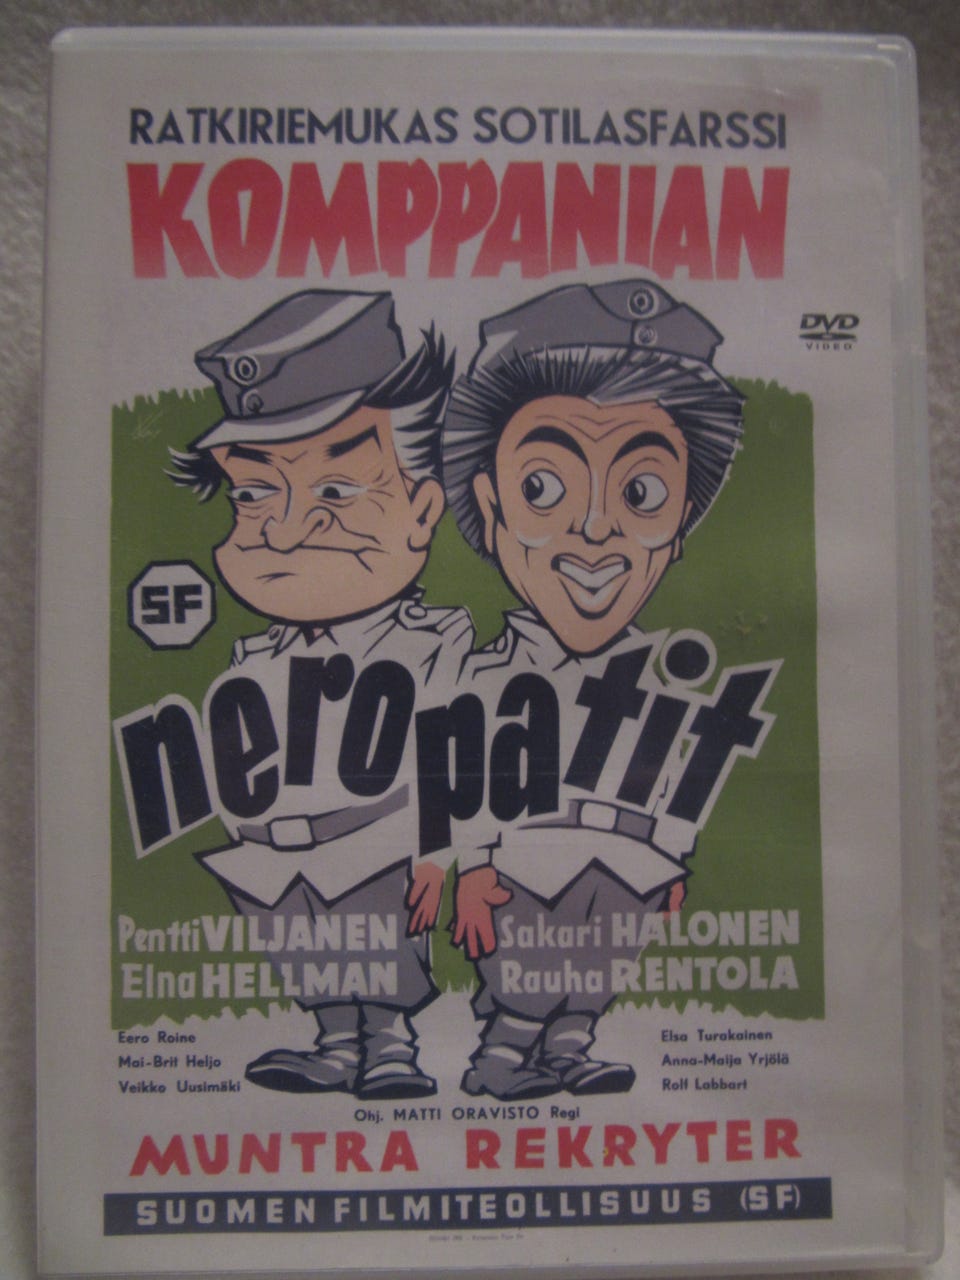 RATKIRIEMUKAS SOTILASFARSSI
KOMPPANIAN
DVD
VIDEO
SF
neropatit
Pentti VILJANEN
Elna HELLMAN
Sakari HALONEN
Rauha RENTOLA
Eero Roine
Mai-Brit Heljo
Veikko Uusimäki
Elsa Turakainen
Anna-Maija Yrjölä
Rolf Labbart
Ohj. MATTI ORAVISTO Regi
MUNTRA REKRYTER
SUOMEN FILMITEOLLISUUS (SF)